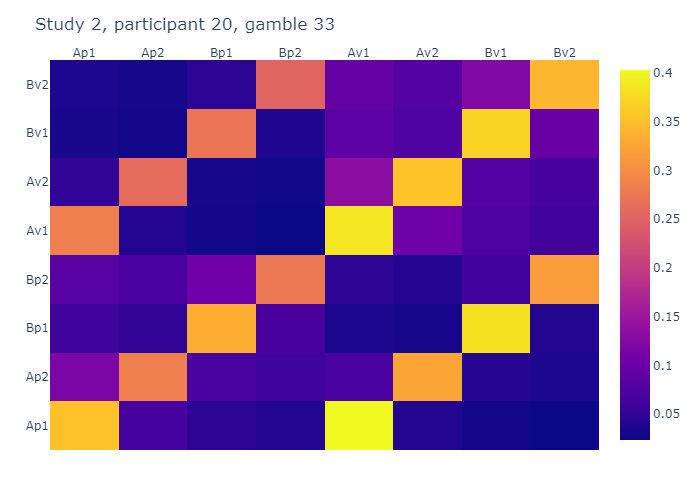 Study 2, participant 20, gamble 33
Ap1 Ap2 Bp1 Bp2 Av1 Av2 Bv1 Bv2
Bv2
Bv1
Av2
Av1
Bp2
Bp1
Ap2
Ap1
0.4
0.35
0.3
0.25
0.2
0.15
0.1
0.05